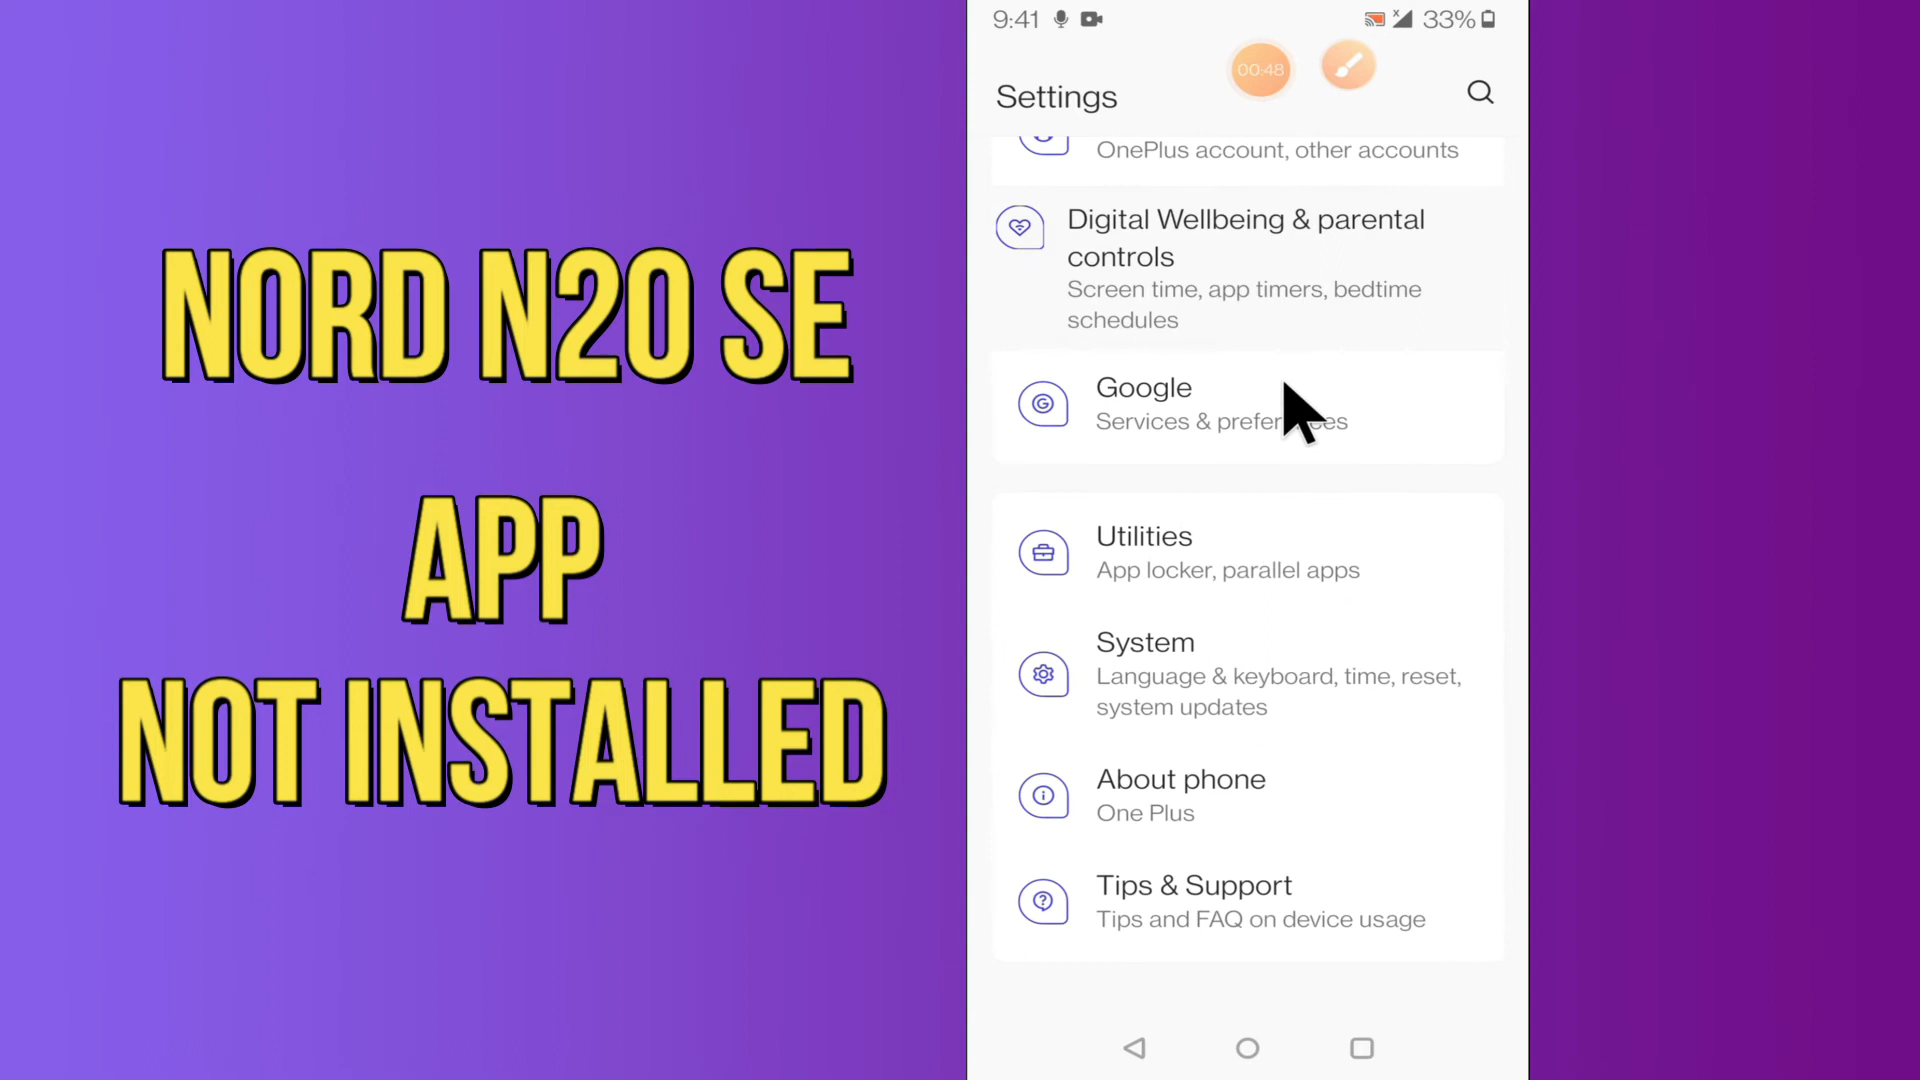 NORD N20 SE
APP
NOT INSTALLED
9:41
33%
00:48
Settings
OnePlus account, other accounts
Digital Wellbeing & parental
controls
Screen time, app timers, bedtime
schedules
Google
Services & preferences
Utilities
App locker, parallel apps
System
Language & keyboard, time, reset,
system updates
About phone
One Plus
Tips & Support
Tips and FAQ on device usage